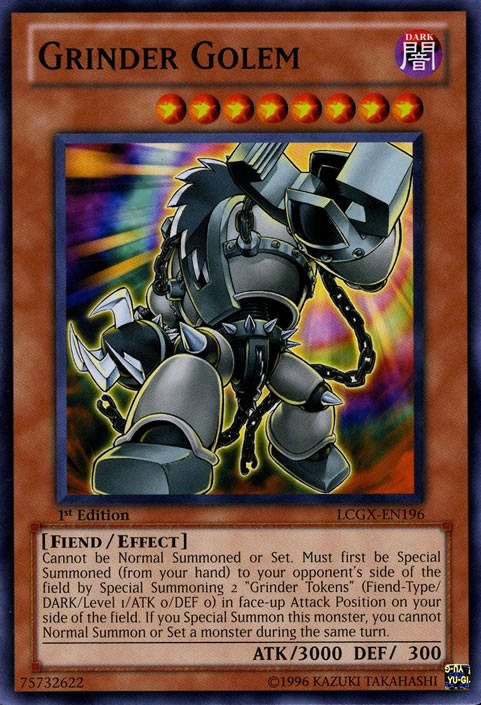 GRINDER GOLEM
DARK
闇
1st Edition
LCGX-EN196
[FIEND / EFFECT]
Cannot be Normal Summoned or Set. Must first be Special
Summoned (from your hand) to your opponent's side of the
field by Special Summoning 2 "Grinder Tokens" (Fiend-Type/
DARK/Level 1/ATK 0/DEF 0) in face-up Attack Position on your
side of the field. If you Special Summon this monster, you cannot
Normal Summon or Set a monster during the same turn.
ATK/3000 DEF/ 300
75732622
©1996 KAZUKI TAKAHASHI